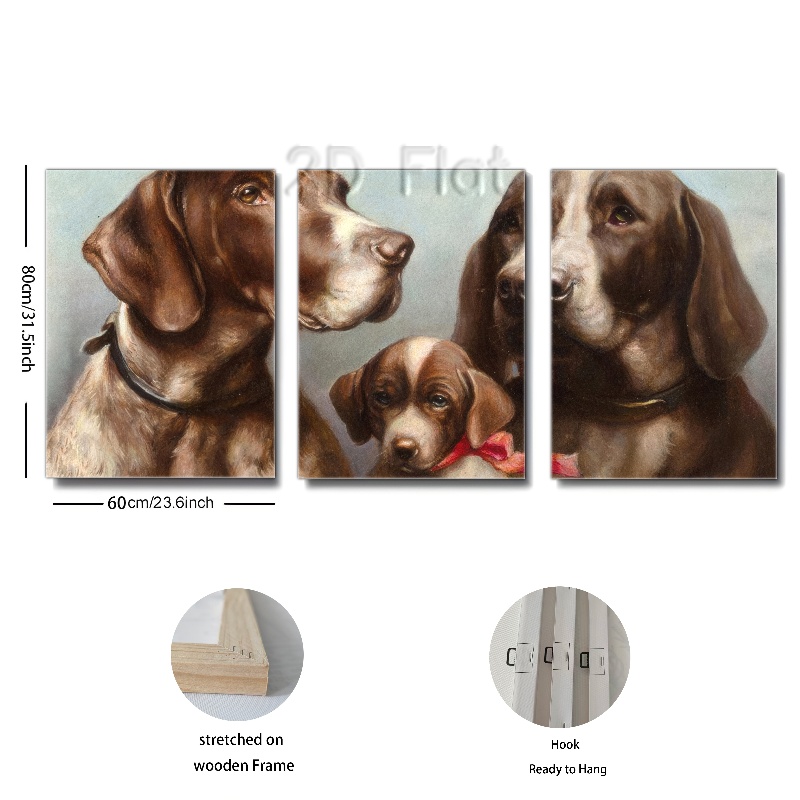 2D Flat
80cm/31.5inch
60cm/23.6inch
stretched on
wooden Frame
Hook
Ready to Hang